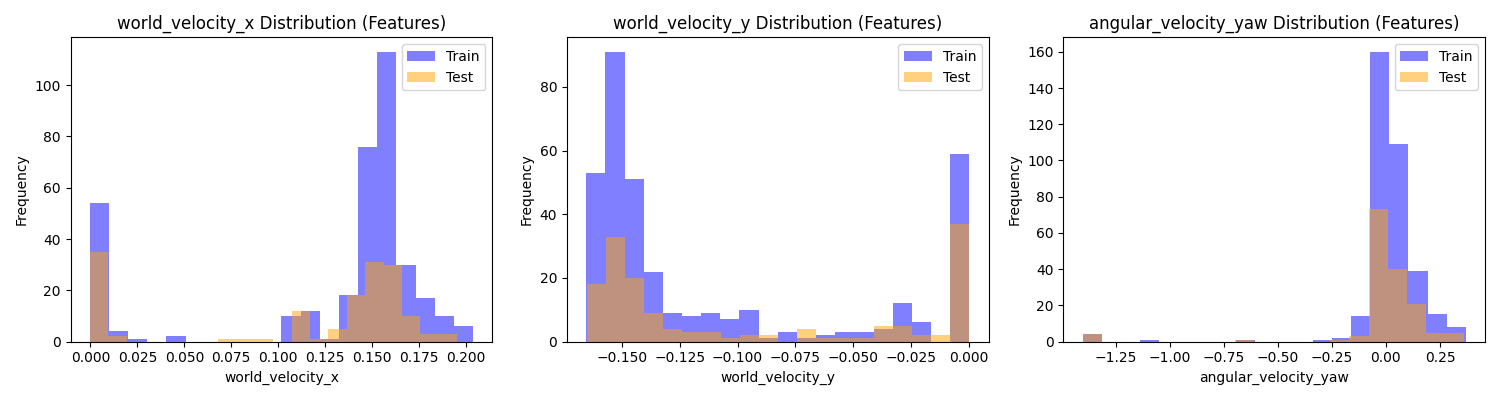 world_velocity_x Distribution (Features)
Frequency
100
80
60
40
20
0
0.000 0.025 0.050 0.075 0.100 0.125 0.150 0.175 0.200
world_velocity_x
Train
Test
world_velocity_y Distribution (Features)
Frequency
80
60
40
20
0
−0.150 −0.125 −0.100 −0.075 −0.050 −0.025 0.000
world_velocity_y
Train
Test
angular_velocity_yaw Distribution (Features)
Frequency
160
140
120
100
80
60
40
20
0
−1.25 −1.00 −0.75 −0.50 −0.25 0.00 0.25
angular_velocity_yaw
Train
Test